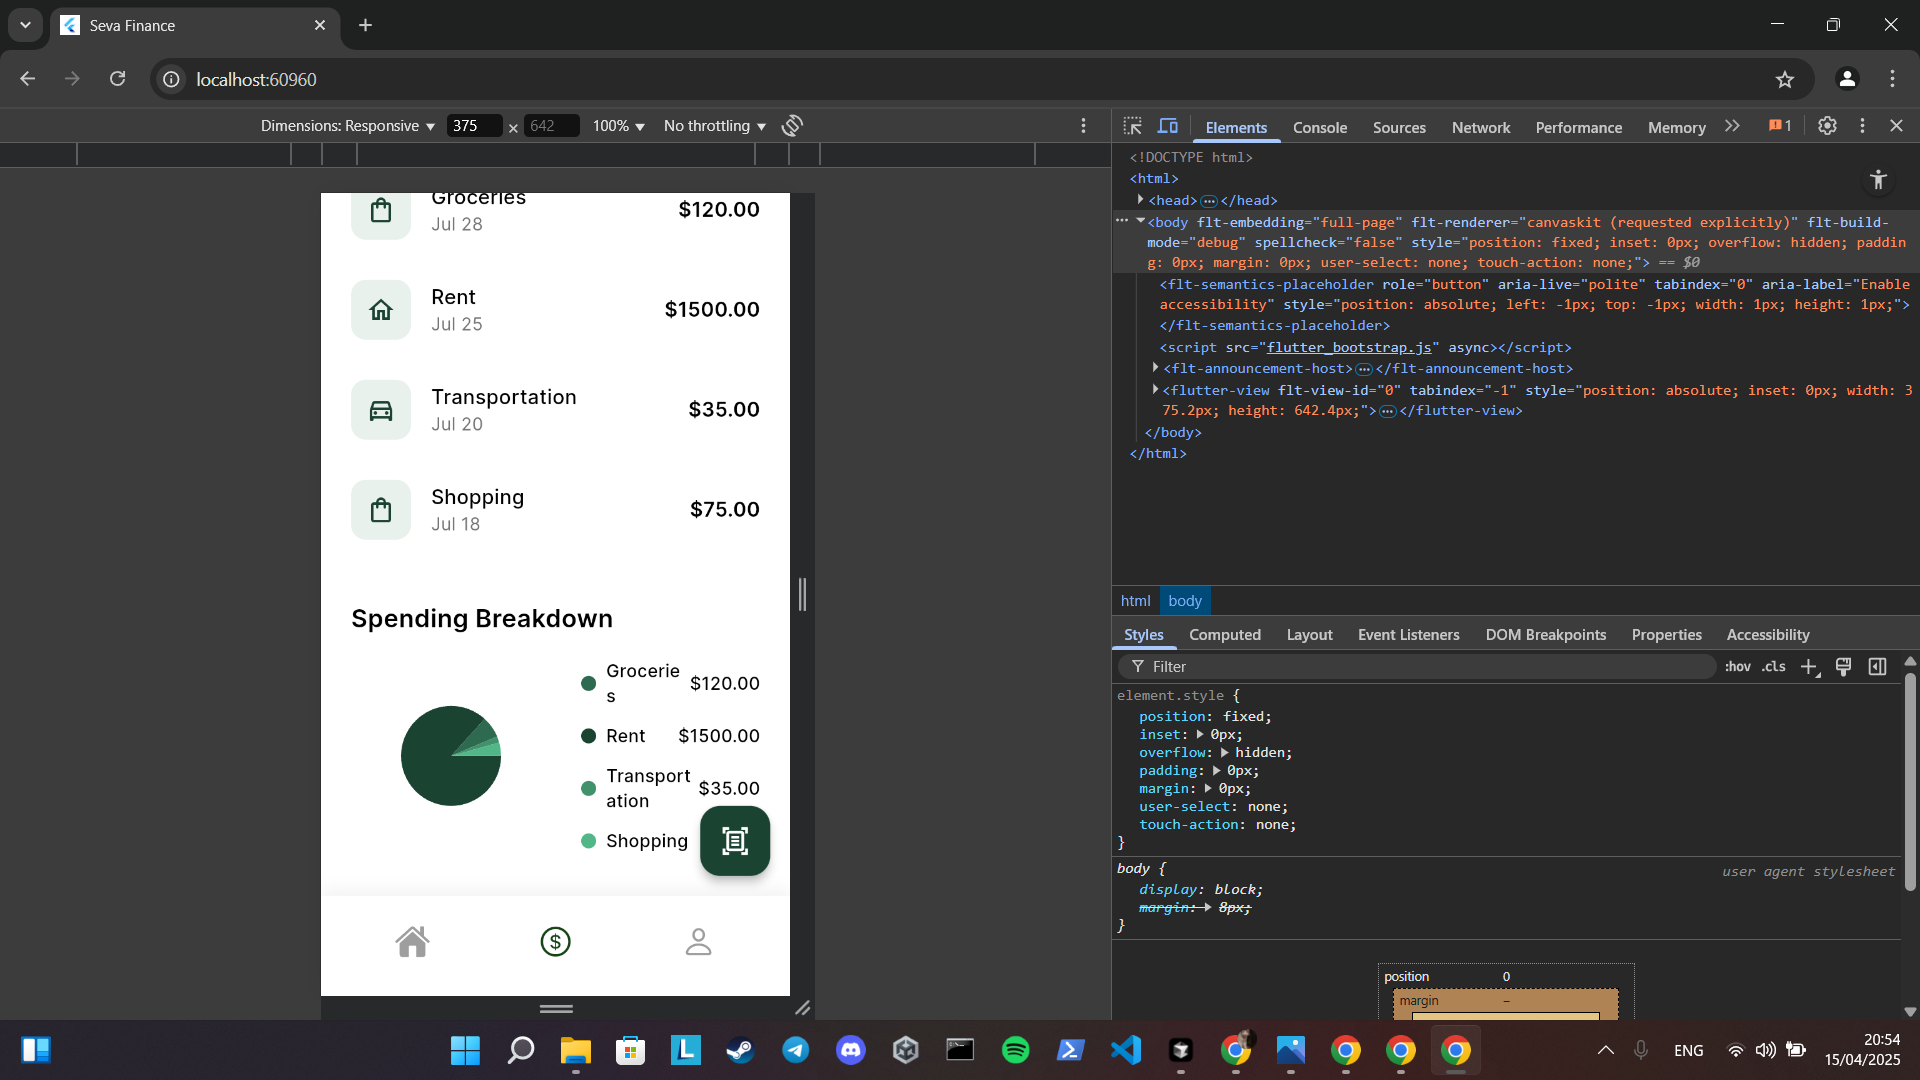 Seva Finance
localhost:60960
Dimensions: Responsive 375 × 642 100% No throttling
Elements Console Sources Network Performance Memory 1
Groceries
Jul 28
$120.00
Rent
Jul 25
$1500.00
Transportation
Jul 20
$35.00
Shopping
Jul 18
$75.00
Spending Breakdown
Grocerie
s
$120.00
Rent $1500.00
Transport
ation
$35.00
Shopping
$
<!DOCTYPE html>
<html>
<head>…</head>
<body flt-embedding="full-page" flt-renderer="canvaskit (requested explicitly)" flt-build-
mode="debug" spellcheck="false" style="position: fixed; inset: 0px; overflow: hidden; paddin
g: 0px; margin: 0px; user-select: none; touch-action: none;"> == $0
<flt-semantics-placeholder role="button" aria-live="polite" tabindex="0" aria-label="Enable
accessibility" style="position: absolute; left: -1px; top: -1px; width: 1px; height: 1px;">
</flt-semantics-placeholder>
<script src="flutter_bootstrap.js" async></script>
<flt-announcement-host>…</flt-announcement-host>
<flutter-view flt-view-id="0" tabindex="-1" style="position: absolute; inset: 0px; width: 3
75.2px; height: 642.4px;">…</flutter-view>
</body>
</html>
html body
Styles Computed Layout Event Listeners DOM Breakpoints Properties Accessibility
Filter :hov .cls
element.style {
position: fixed;
inset: 0px;
overflow: hidden;
padding: 0px;
margin: 0px;
user-select: none;
touch-action: none;
}
body { user agent stylesheet
display: block;
margin: 8px;
}
position 0
margin –
L
ENG
20:54
15/04/2025